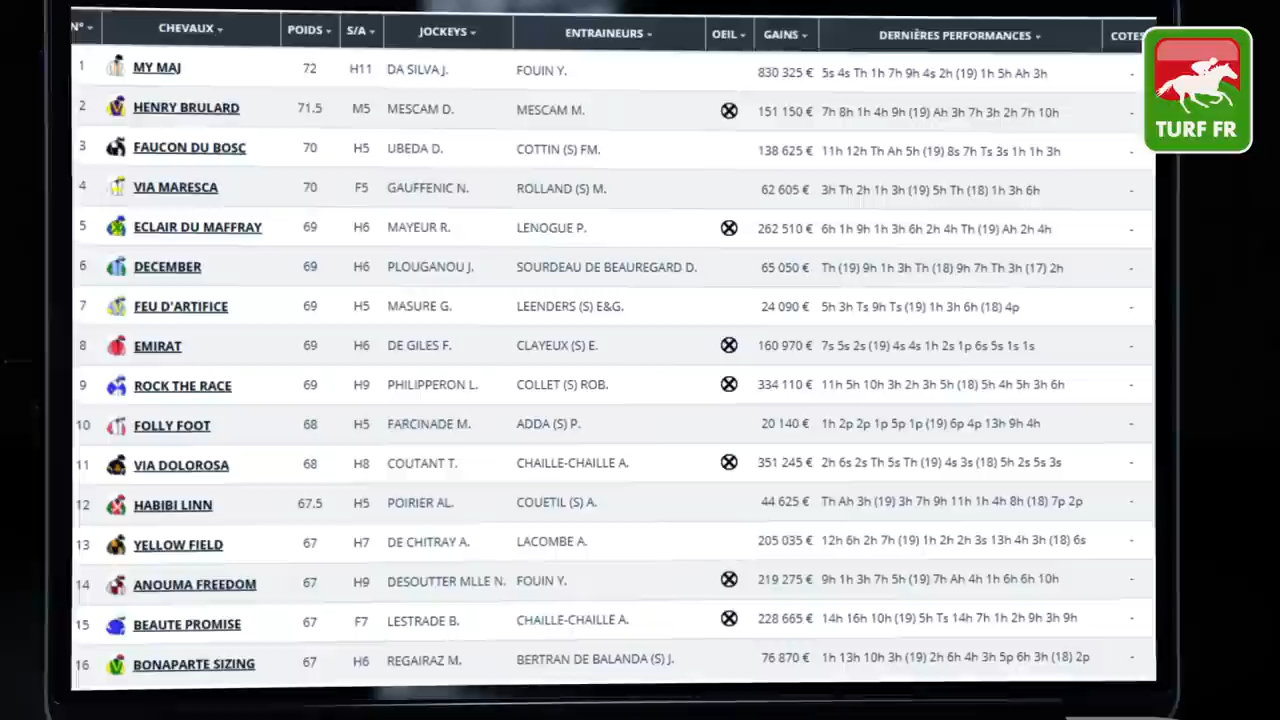 N° CHEVAUX POIDS S/A JOCKEYS ENTRAINEURS OEIL GAINS DERNIÈRES PERFORMANCES COTES
1 MY MAJ 72 H11 DA SILVA J. FOUIN Y. 830 325 € 5s 4s Th 1h 7h 9h 4s 2h (19) 1h 5h Ah 3h -
2 HENRY BRULARD 71.5 M5 MESCAM D. MESCAM M. 151 150 € 7h 8h 1h 4h 9h (19) Ah 3h 7h 3h 2h 7h 10h -
3 FAUCON DU BOSC 70 H5 UBEDA D. COTTIN (S) FM. 138 625 € 11h 12h Th Ah 5h (19) 8s 7h Ts 3s 1h 1h 3h -
4 VIA MARESCA 70 F5 GAUFFENIC N. ROLLAND (S) M. 62 605 € 3h Th 2h 1h 3h (19) 5h Th (18) 1h 3h 6h -
5 ECLAIR DU MAFFRAY 69 H6 MAYEUR R. LENOGUE P. 262 510 € 6h 1h 9h 1h 3h 6h 2h 4h Th (19) Ah 2h 4h -
6 DECEMBER 69 H6 PLOUGANOU J. SOURDEAU DE BEAUREGARD D. 65 050 € Th (19) 9h 1h 3h Th (18) 9h 7h Th 3h (17) 2h -
7 FEU D'ARTIFICE 69 H5 MASURE G. LEENDERS (S) E&G. 24 090 € 5h 3h Ts 9h Ts (19) 1h 3h 6h (18) 4p -
8 EMIRAT 69 H6 DE GILES F. CLAYEUX (S) E. 160 970 € 7s 5s 2s (19) 4s 4s 1h 2s 1p 6s 5s 1s 1s -
9 ROCK THE RACE 69 H9 PHILIPPERON L. COLLET (S) ROB. 334 110 € 11h 5h 10h 3h 2h 3h 5h (18) 5h 4h 5h 3h 6h -
10 FOLLY FOOT 68 H5 FARCINADE M. ADDA (S) P. 20 140 € 1h 2p 2p 1p 5p 1p (19) 6p 4p 13h 9h 4h -
11 VIA DOLOROSA 68 H8 COUTANT T. CHAILLE-CHAILLE A. 351 245 € 2h 6s 2s Th 5s Th (19) 4s 3s (18) 5h 2s 5s 3s -
12 HABIBI LINN 67.5 H5 POIRIER AL. COUETIL (S) A. 44 625 € Th Ah 3h (19) 3h 7h 9h 11h 1h 4h 8h (18) 7p 2p -
13 YELLOW FIELD 67 H7 DE CHITRAY A. LACOMBE A. 205 035 € 12h 6h 2h 7h (19) 1h 2h 2h 3s 13h 4h 3h (18) 6s -
14 ANOUMA FREEDOM 67 H9 DESOUTTER MLLE N. FOUIN Y. 219 275 € 9h 1h 3h 7h 5h (19) 7h Ah 4h 1h 6h 6h 10h -
15 BEAUTE PROMISE 67 F7 LESTRADE B. CHAILLE-CHAILLE A. 228 665 € 14h 16h 10h (19) 5h Ts 14h 7h 1h 2h 9h 3h 9h -
16 BONAPARTE SIZING 67 H6 REGAIRAZ M. BERTRAN DE BALANDA (S) J. 76 870 € 1h 13h 10h 3h (19) 2h 6h 4h 3h 5p 6h 3h (18) 2p -
TURF FR